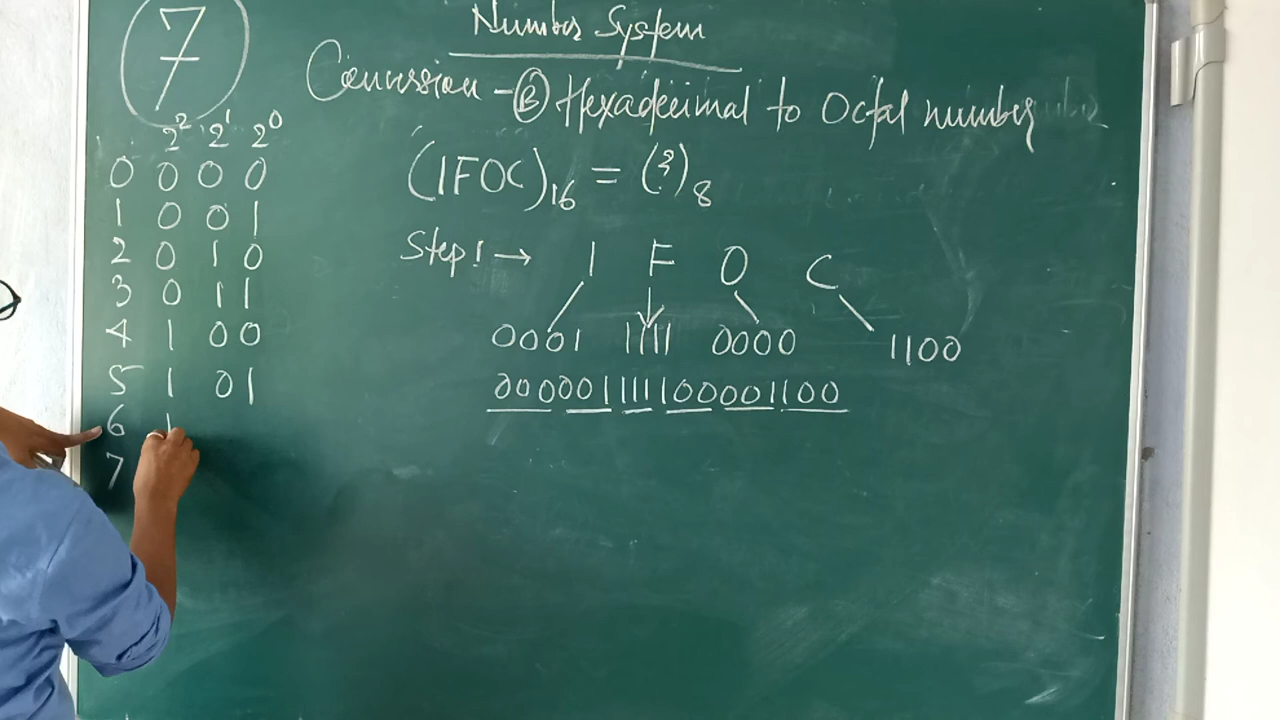 7
Number System
Conversion - (B) Hexadecimal to Octal number
(1F0C)16 = (?)8
2² 2¹ 2⁰
0 0 0 0
1 0 0 1
2 0 1 0
3 0 1 1
4 1 0 0
5 1 0 1
6 1
7
Step 1 → 1 F 0 C
0001 1111 0000 1100
000001111100001100